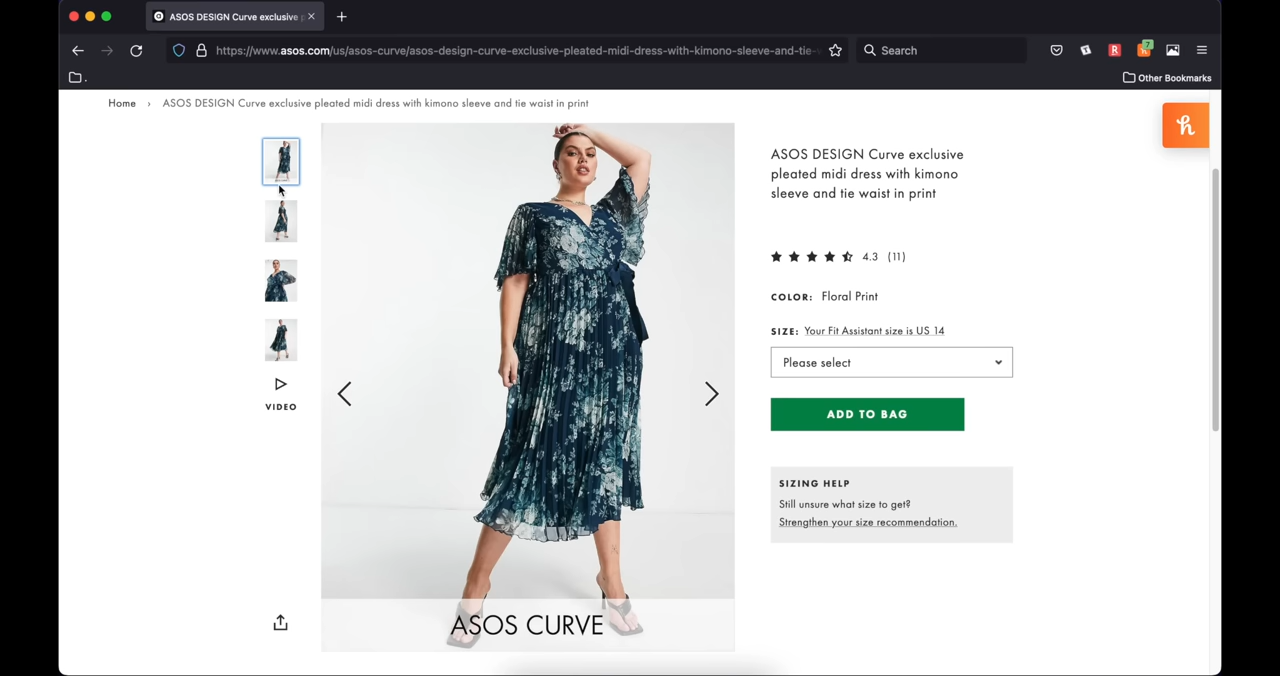 ASOS DESIGN Curve exclusive p
https://www.asos.com/us/asos-curve/asos-design-curve-exclusive-pleated-midi-dress-with-kimono-sleeve-and-tie-w
Search
R
7
.
Other Bookmarks
Home › ASOS DESIGN Curve exclusive pleated midi dress with kimono sleeve and tie waist in print
h
ASOS DESIGN Curve exclusive
pleated midi dress with kimono
sleeve and tie waist in print
4.3 (11)
COLOR: Floral Print
SIZE: Your Fit Assistant size is US 14
Please select
VIDEO
ADD TO BAG
SIZING HELP
Still unsure what size to get?
Strengthen your size recommendation.
ASOS CURVE